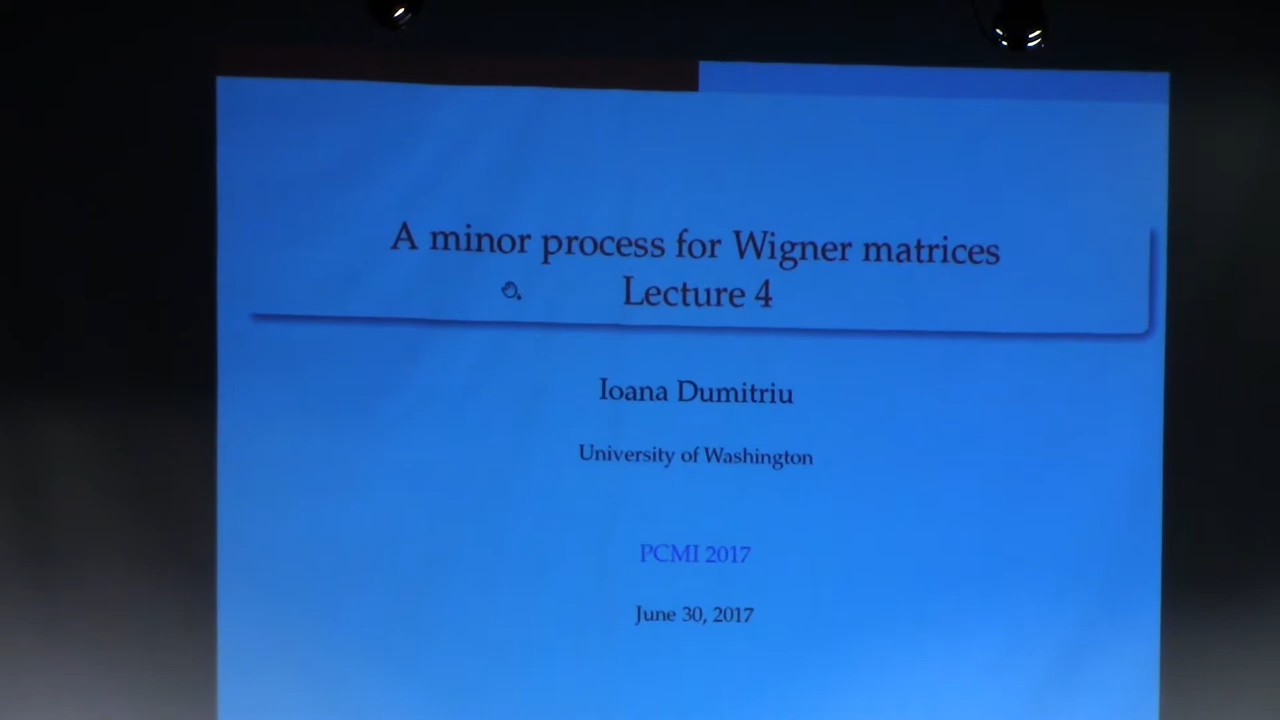 A minor process for Wigner matrices
Lecture 4
Ioana Dumitriu
University of Washington
PCMI 2017
June 30, 2017